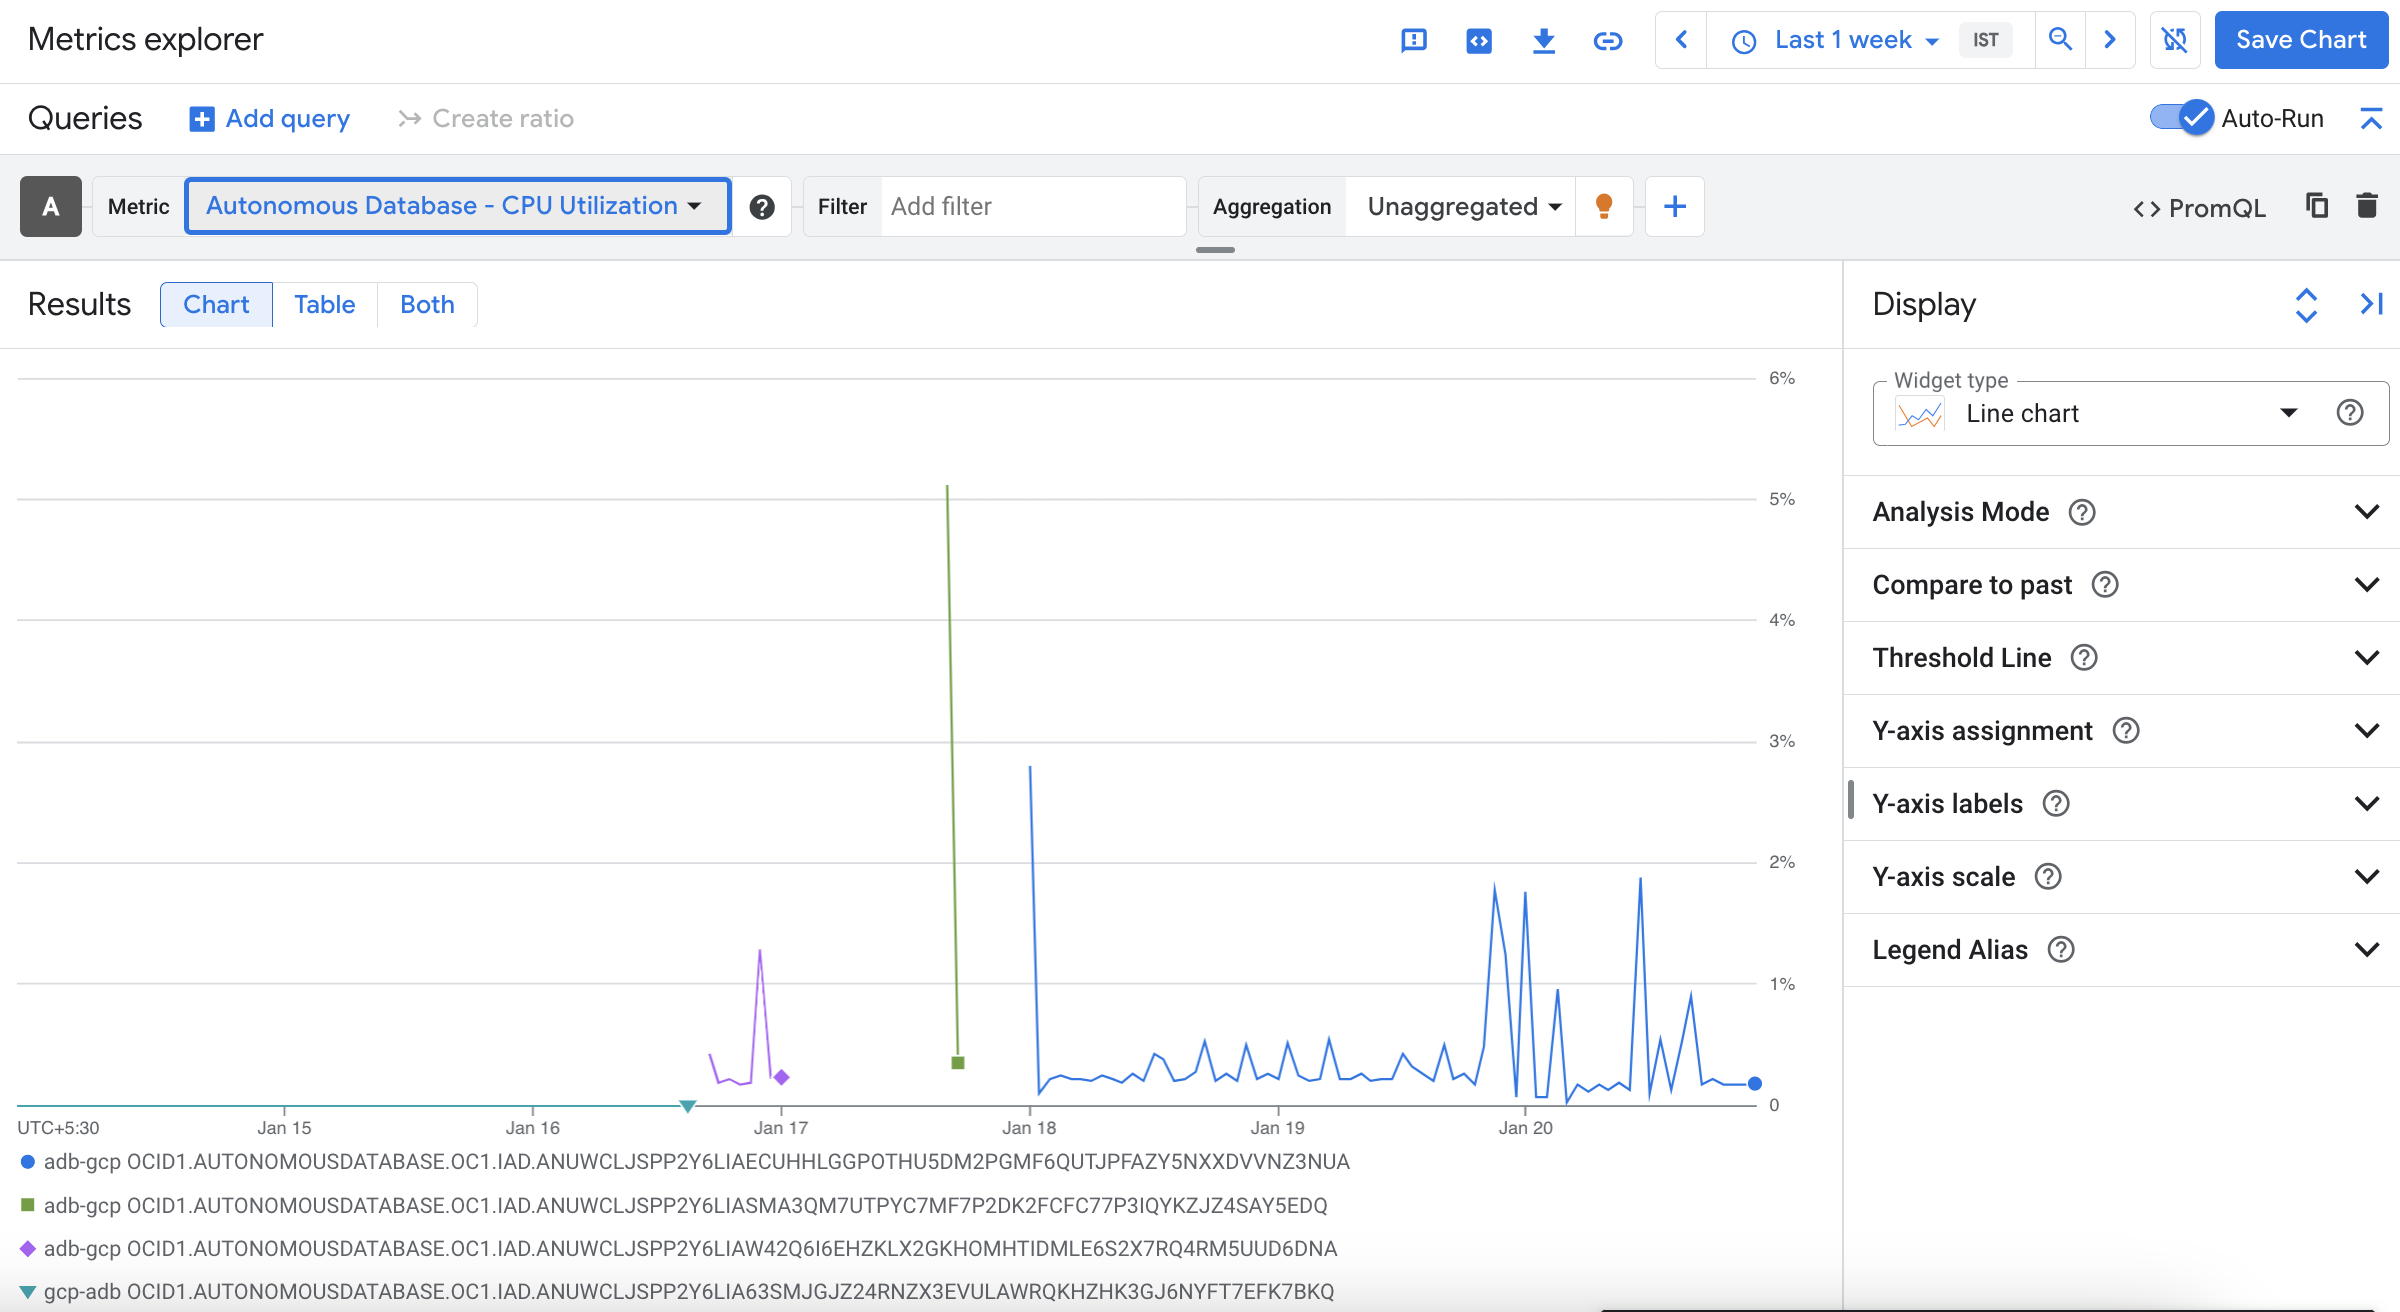 Metrics explorer
Last 1 week IST
Save Chart
Queries Add query Create ratio
Auto-Run
A Metric Autonomous Database - CPU Utilization Filter Add filter Aggregation Unaggregated PromQL
Results Chart Table Both
Display
Widget type
Line chart
Analysis Mode
Compare to past
Threshold Line
Y-axis assignment
Y-axis labels
Y-axis scale
Legend Alias
6%
5%
4%
3%
2%
1%
0
UTC+5:30 Jan 15 Jan 16 Jan 17 Jan 18 Jan 19 Jan 20
adb-gcp OCID1.AUTONOMOUSDATABASE.OC1.IAD.ANUWCLJSPP2Y6LIAECUHHLGGPOTHU5DM2PGMF6QUTJPFAZY5NXXDVVNZ3NUA
adb-gcp OCID1.AUTONOMOUSDATABASE.OC1.IAD.ANUWCLJSPP2Y6LIASMA3QM7UTPYC7MF7P2DK2FCFC77P3IQYKZJZ4SAY5EDQ
adb-gcp OCID1.AUTONOMOUSDATABASE.OC1.IAD.ANUWCLJSPP2Y6LIAW42Q6I6EHZKLX2GKHOMHTIDMLE6S2X7RQ4RM5UUD6DNA
gcp-adb OCID1.AUTONOMOUSDATABASE.OC1.IAD.ANUWCLJSPP2Y6LIA63SMJGJZ24RNZX3EVULAWRQKHZHK3GJ6NYFT7EFK7BKQ